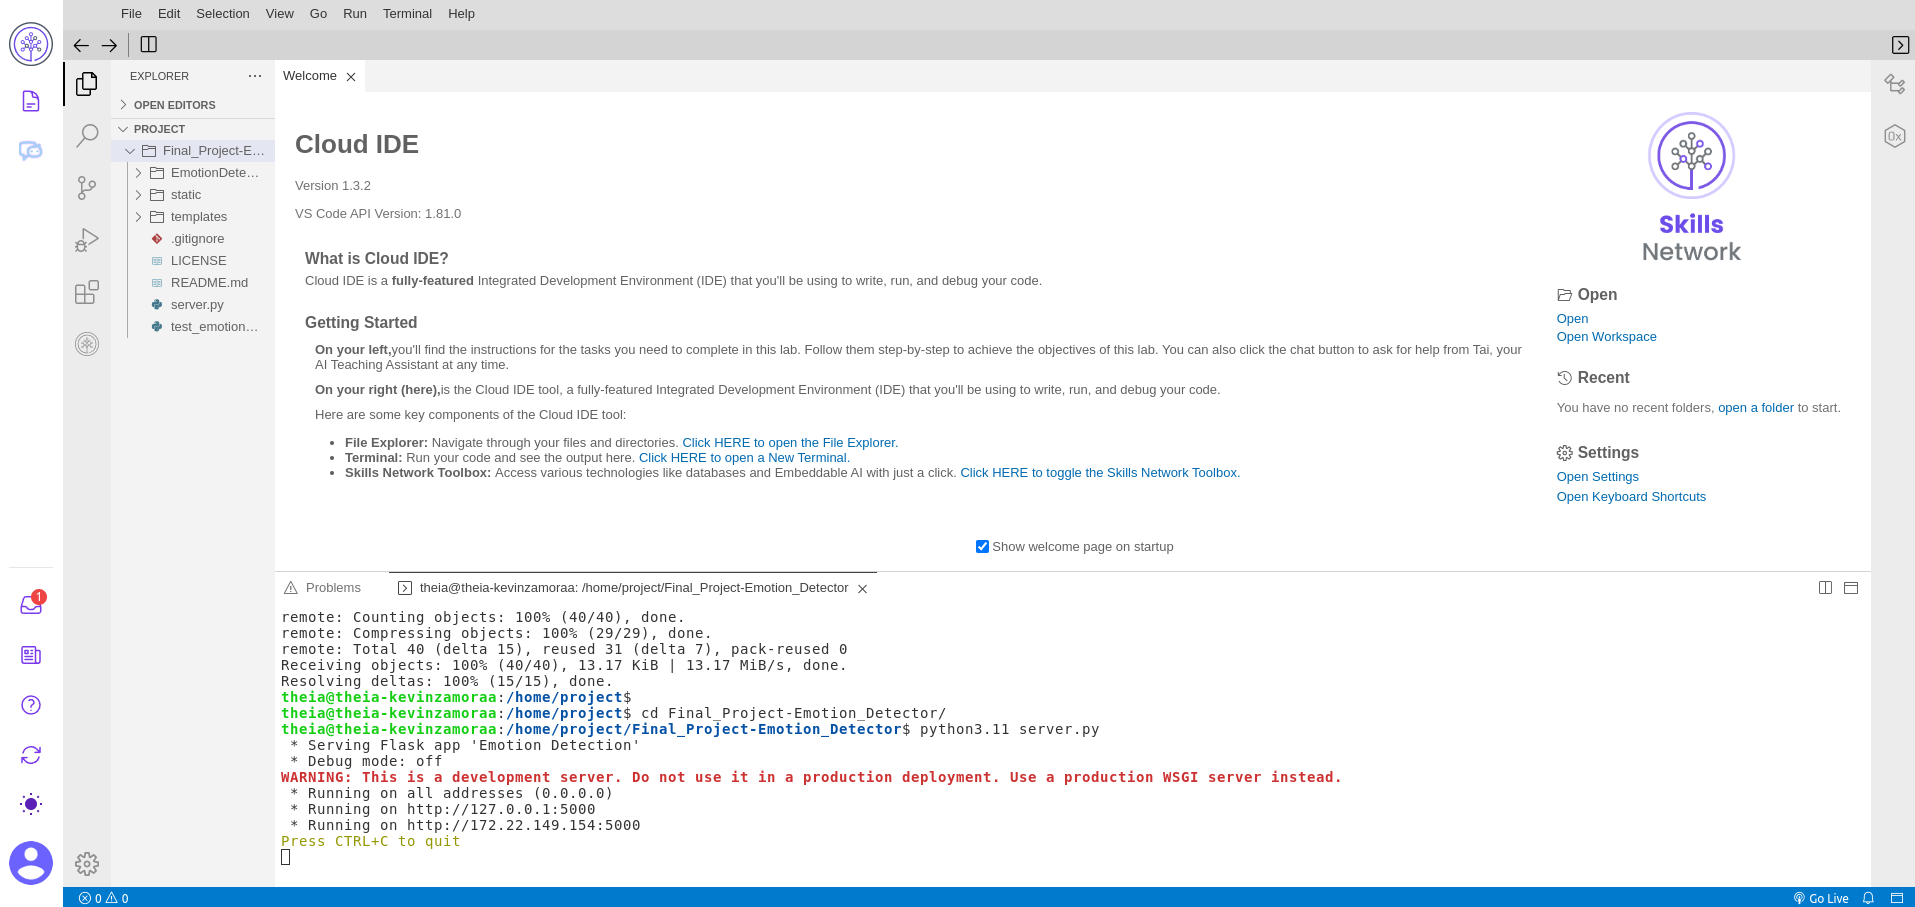 File Edit Selection View Go Run Terminal Help
EXPLORER
OPEN EDITORS
PROJECT
Final_Project-E...
EmotionDete...
static
templates
.gitignore
LICENSE
README.md
server.py
test_emotion...
Welcome
Cloud IDE
Version 1.3.2
VS Code API Version: 1.81.0
What is Cloud IDE?
Cloud IDE is a fully-featured Integrated Development Environment (IDE) that you'll be using to write, run, and debug your code.
Getting Started
On your left,you'll find the instructions for the tasks you need to complete in this lab. Follow them step-by-step to achieve the objectives of this lab. You can also click the chat button to ask for help from Tai, your
AI Teaching Assistant at any time.
On your right (here),is the Cloud IDE tool, a fully-featured Integrated Development Environment (IDE) that you'll be using to write, run, and debug your code.
Here are some key components of the Cloud IDE tool:
• File Explorer: Navigate through your files and directories. Click HERE to open the File Explorer.
• Terminal: Run your code and see the output here. Click HERE to open a New Terminal.
• Skills Network Toolbox: Access various technologies like databases and Embeddable AI with just a click. Click HERE to toggle the Skills Network Toolbox.
Show welcome page on startup
Skills
Network
Open
Open
Open Workspace
Recent
You have no recent folders, open a folder to start.
Settings
Open Settings
Open Keyboard Shortcuts
0x
1
Problems
theia@theia-kevinzamoraa: /home/project/Final_Project-Emotion_Detector
remote: Counting objects: 100% (40/40), done.
remote: Compressing objects: 100% (29/29), done.
remote: Total 40 (delta 15), reused 31 (delta 7), pack-reused 0
Receiving objects: 100% (40/40), 13.17 KiB | 13.17 MiB/s, done.
Resolving deltas: 100% (15/15), done.
theia@theia-kevinzamoraa:/home/project$
theia@theia-kevinzamoraa:/home/project$ cd Final_Project-Emotion_Detector/
theia@theia-kevinzamoraa:/home/project/Final_Project-Emotion_Detector$ python3.11 server.py
* Serving Flask app 'Emotion Detection'
* Debug mode: off
WARNING: This is a development server. Do not use it in a production deployment. Use a production WSGI server instead.
* Running on all addresses (0.0.0.0)
* Running on http://127.0.0.1:5000
* Running on http://172.22.149.154:5000
Press CTRL+C to quit
0 0
Go Live